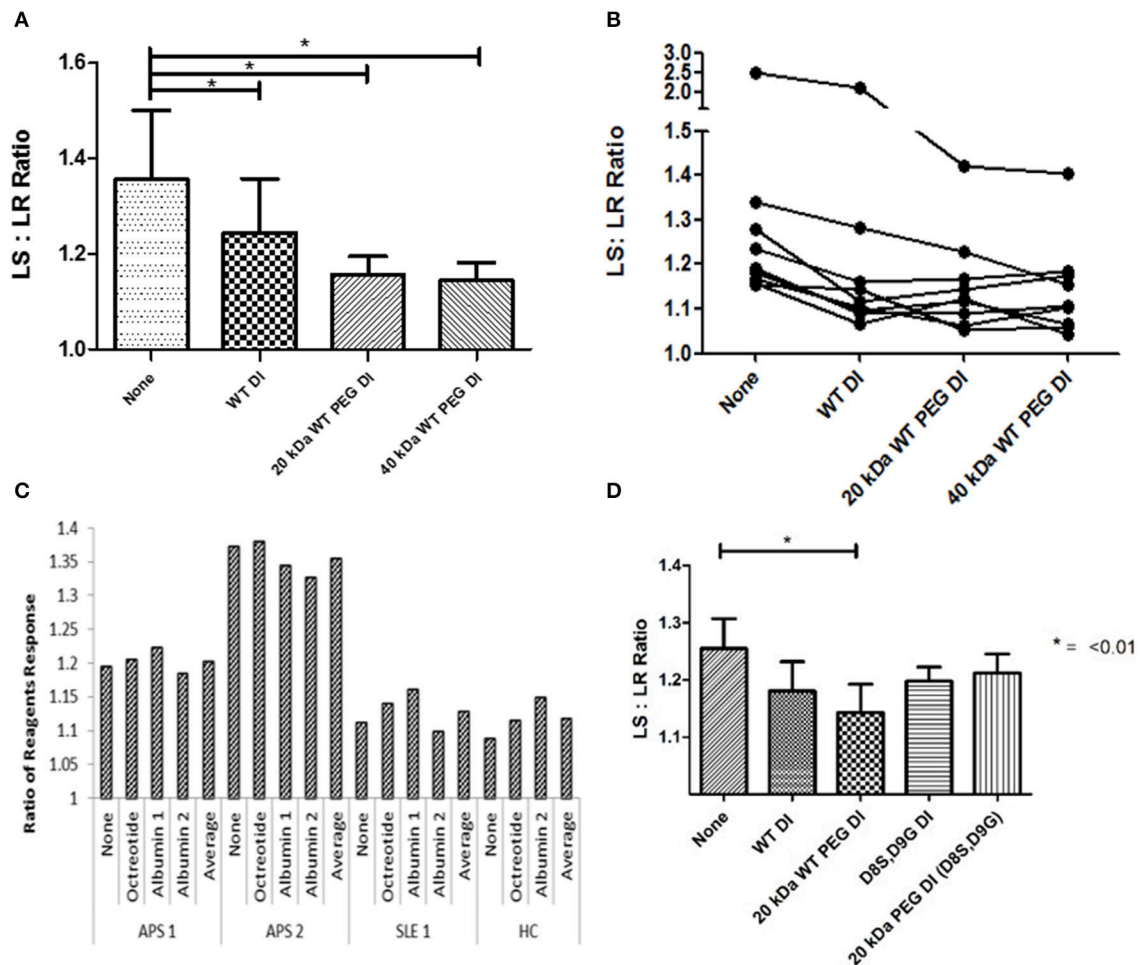 A
LS : LR Ratio
1.6
1.4
1.2
1.0
*
*
*
None
WT DI
20 kDa WT PEG DI
40 kDa WT PEG DI
B
LS: LR Ratio
3.0
2.5
2.0
1.5
1.4
1.3
1.2
1.1
1.0
None
WT DI
20 kDa WT PEG DI
40 kDa WT PEG DI
C
Ratio of Reagents Response
1.4
1.35
1.3
1.25
1.2
1.15
1.1
1.05
1
None
Octreotide
Albumin 1
Albumin 2
Average
None
Octreotide
Albumin 1
Albumin 2
Average
None
Octreotide
Albumin 1
Albumin 2
Average
None
Octreotide
Albumin 2
Average
APS 1
APS 2
SLE 1
HC
D
LS : LR Ratio
1.4
1.3
1.2
1.1
*
* = <0.01
None
WT DI
20 kDa WT PEG DI
D8S,D9G DI
20 kDa PEG DI (D8S,D9G)